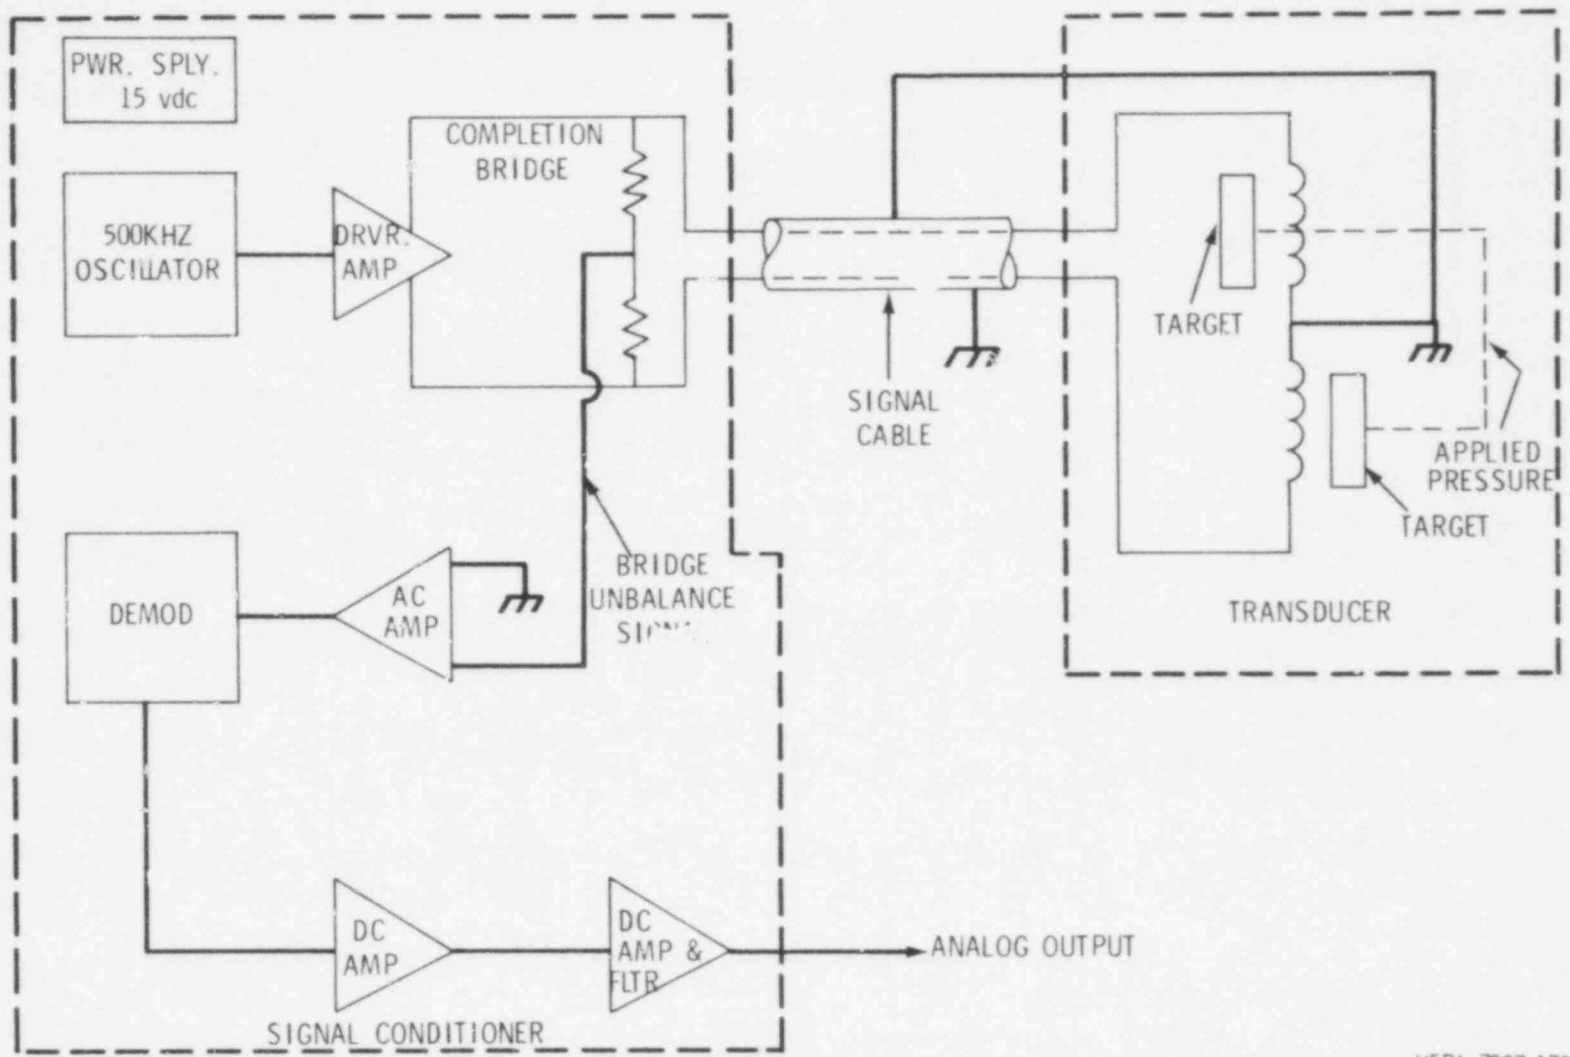 PWR. SPLY.
15 vdc
COMPLETION
BRIDGE
500KHZ
OSCILLATOR
DRVR.
AMP
TARGET
SIGNAL
CABLE
APPLIED
PRESSURE
TARGET
TRANSDUCER
DEMOD
AC
AMP
BRIDGE
UNBALANCE
DC
AMP
DC
AMP &
FLTR
ANALOG OUTPUT
SIGNAL CONDITIONER